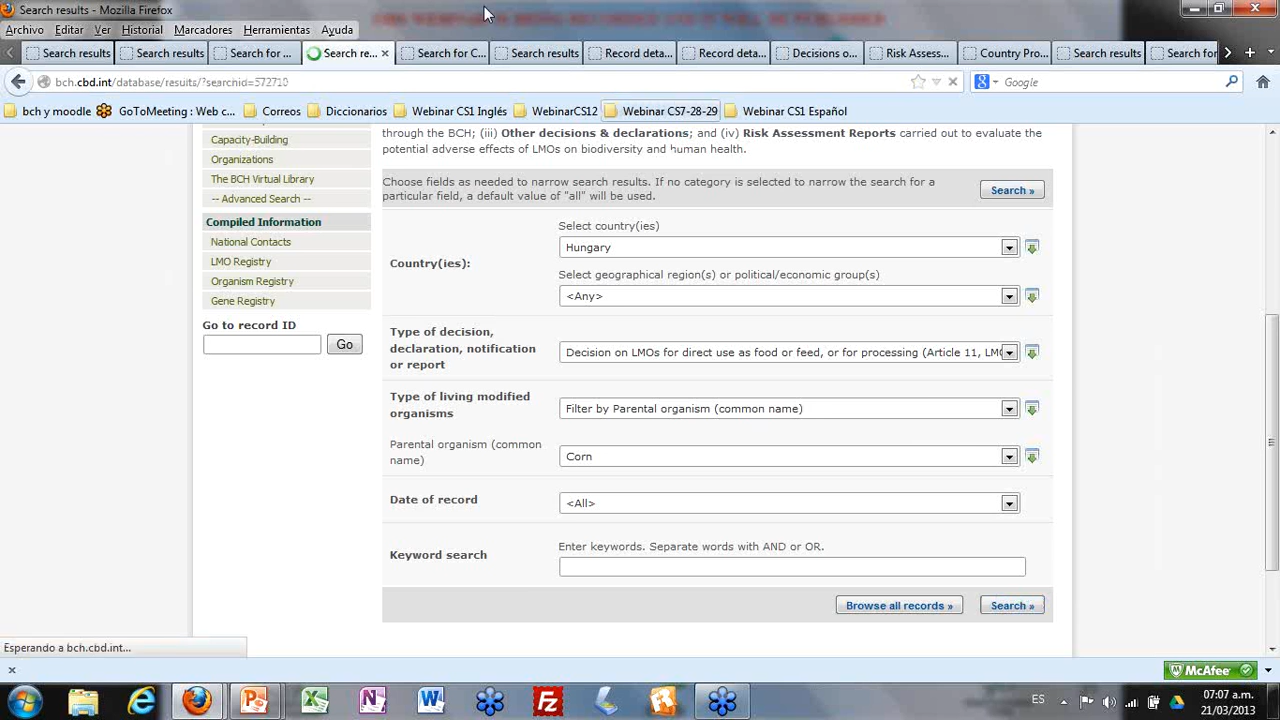 Search results - Mozilla Firefox
Archivo Editar Ver Historial Marcadores Herramientas Ayuda
Search results Search results Search for ... Search re... Search for C... Search results Record deta... Record deta... Decisions o... Risk Assess... Country Pro... Search results Search for
bch.cbd.int/database/results/?searchid=572710 Google
bch y moodle GoToMeeting : Web c... Correos Diccionarios Webinar CS1 Inglés WebinarCS12 Webinar CS7-28-29 Webinar CS1 Español
Capacity-Building
Organizations
The BCH Virtual Library
-- Advanced Search --
Compiled Information
National Contacts
LMO Registry
Organism Registry
Gene Registry
Go to record ID
Go
through the BCH; (iii) Other decisions & declarations; and (iv) Risk Assessment Reports carried out to evaluate the
potential adverse effects of LMOs on biodiversity and human health.
Choose fields as needed to narrow search results. If no category is selected to narrow the search for a
particular field, a default value of "all" will be used.
Search »
Country(ies):
Select country(ies)
Hungary
Select geographical region(s) or political/economic group(s)
<Any>
Type of decision,
declaration, notification
or report
Decision on LMOs for direct use as food or feed, or for processing (Article 11, LMO
Type of living modified
organisms
Filter by Parental organism (common name)
Parental organism (common
name)
Corn
Date of record
<All>
Keyword search
Enter keywords. Separate words with AND or OR.
Browse all records » Search »
Esperando a bch.cbd.int...
McAfee
ES
07:07 a.m.
21/03/2013